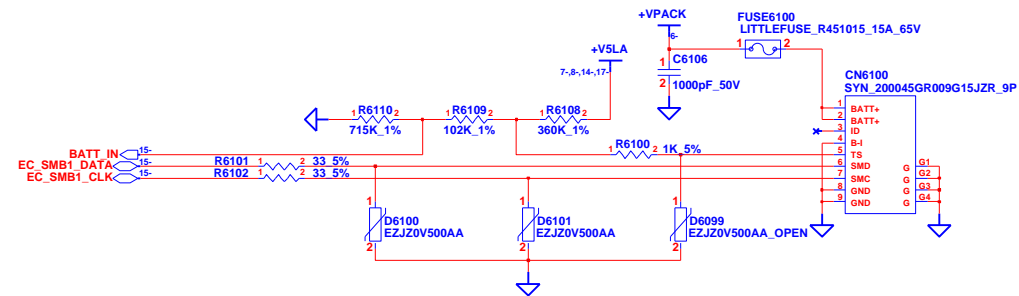 +VPACK
6-
FUSE6100
LITTLEFUSE_R451015_15A_65V
1 2
+V5LA
7-,8-,14-,17-
1
C6106
2
1000pF_50V
CN6100
SYN_200045GR009G15JZR_9P
1 R6110 2
715K_1%
1 R6109 2
102K_1%
1 R6108 2
360K_1%
1 BATT+
2 BATT+
3 ID
4 B-I
5 TS
6 SMD
7 SMC
8 GND
9 GND
G G1
G G2
G G3
G G4
R6100
1 2
1K_5%
BATT_IN 15-
EC_SMB1_DATA 15-
EC_SMB1_CLK 15-
R6101 1 2 33_5%
R6102 1 2 33_5%
1
D6100
EZJZ0V500AA
2
1
D6101
EZJZ0V500AA
2
1
D6099
EZJZ0V500AA_OPEN
2